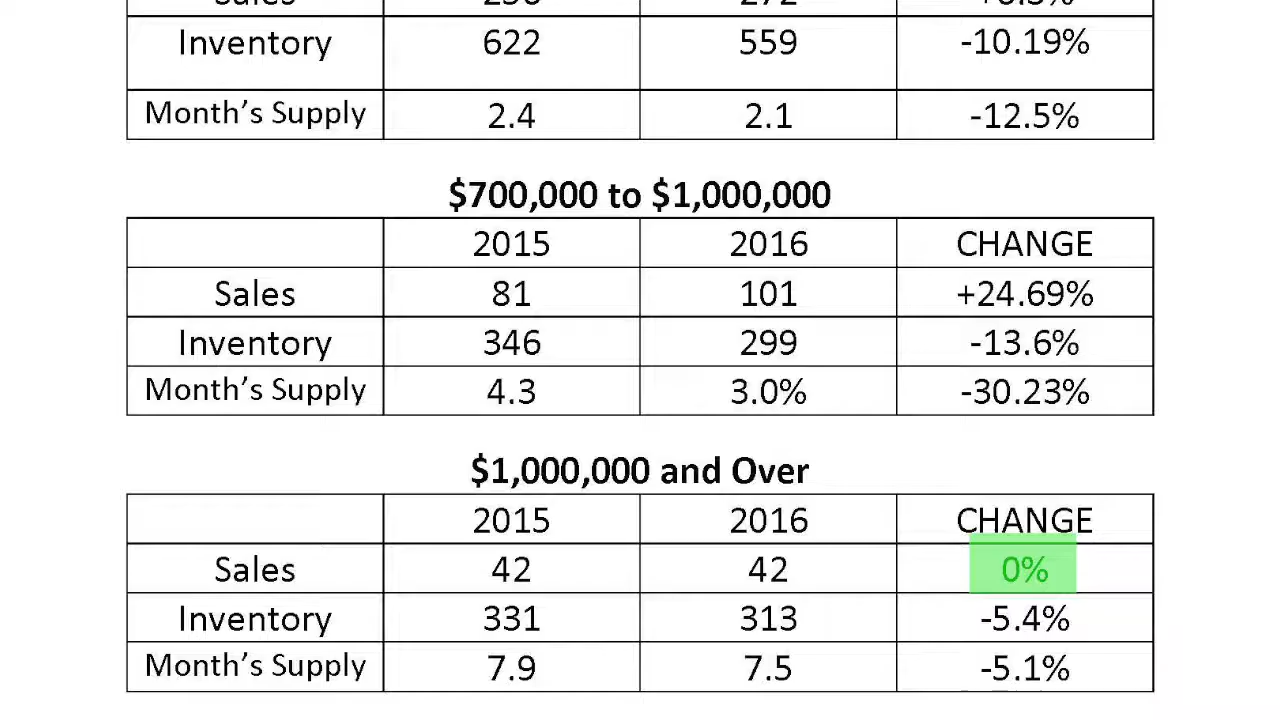 Sales 236 272
Inventory 622 559 -10.19%
Month’s Supply 2.4 2.1 -12.5%
$700,000 to $1,000,000
2015 2016 CHANGE
Sales 81 101 +24.69%
Inventory 346 299 -13.6%
Month’s Supply 4.3 3.0% -30.23%
$1,000,000 and Over
2015 2016 CHANGE
Sales 42 42 0%
Inventory 331 313 -5.4%
Month’s Supply 7.9 7.5 -5.1%